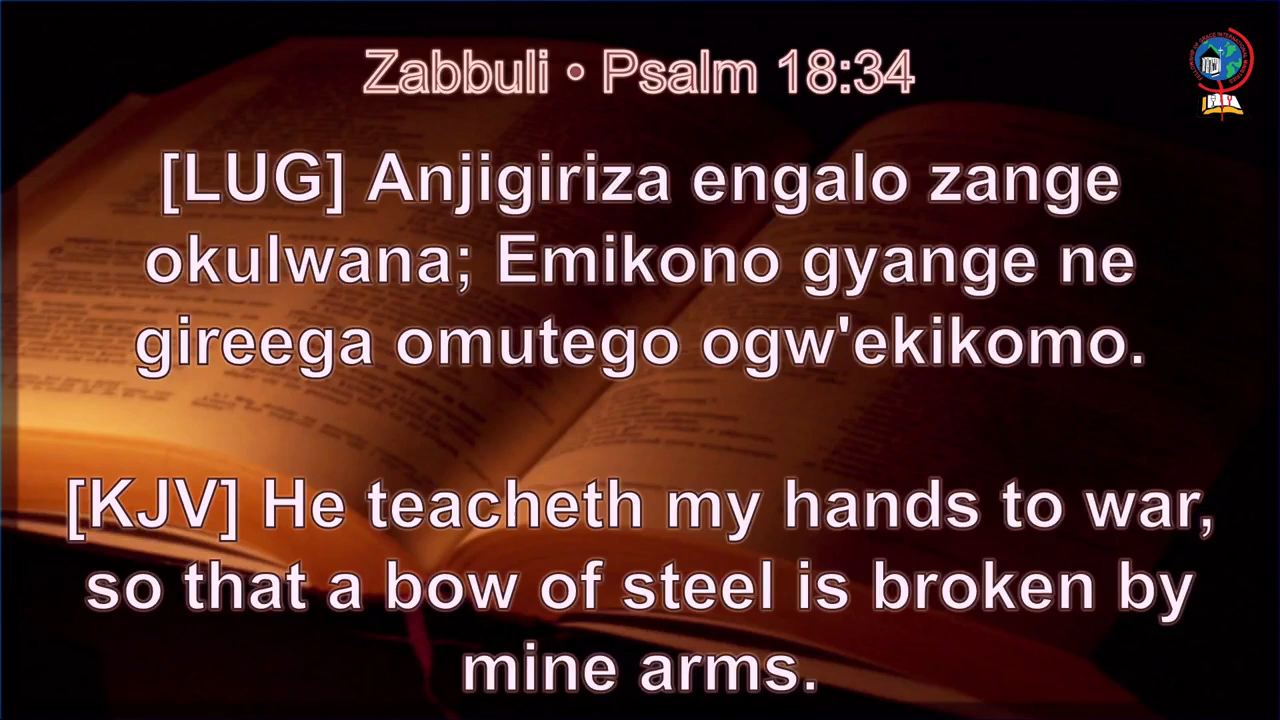 Zabbuli • Psalm 18:34
[LUG] Anjigiriza engalo zange
okulwana; Emikono gyange ne
gireega omutego ogw'ekikomo.
[KJV] He teacheth my hands to war,
so that a bow of steel is broken by
mine arms.